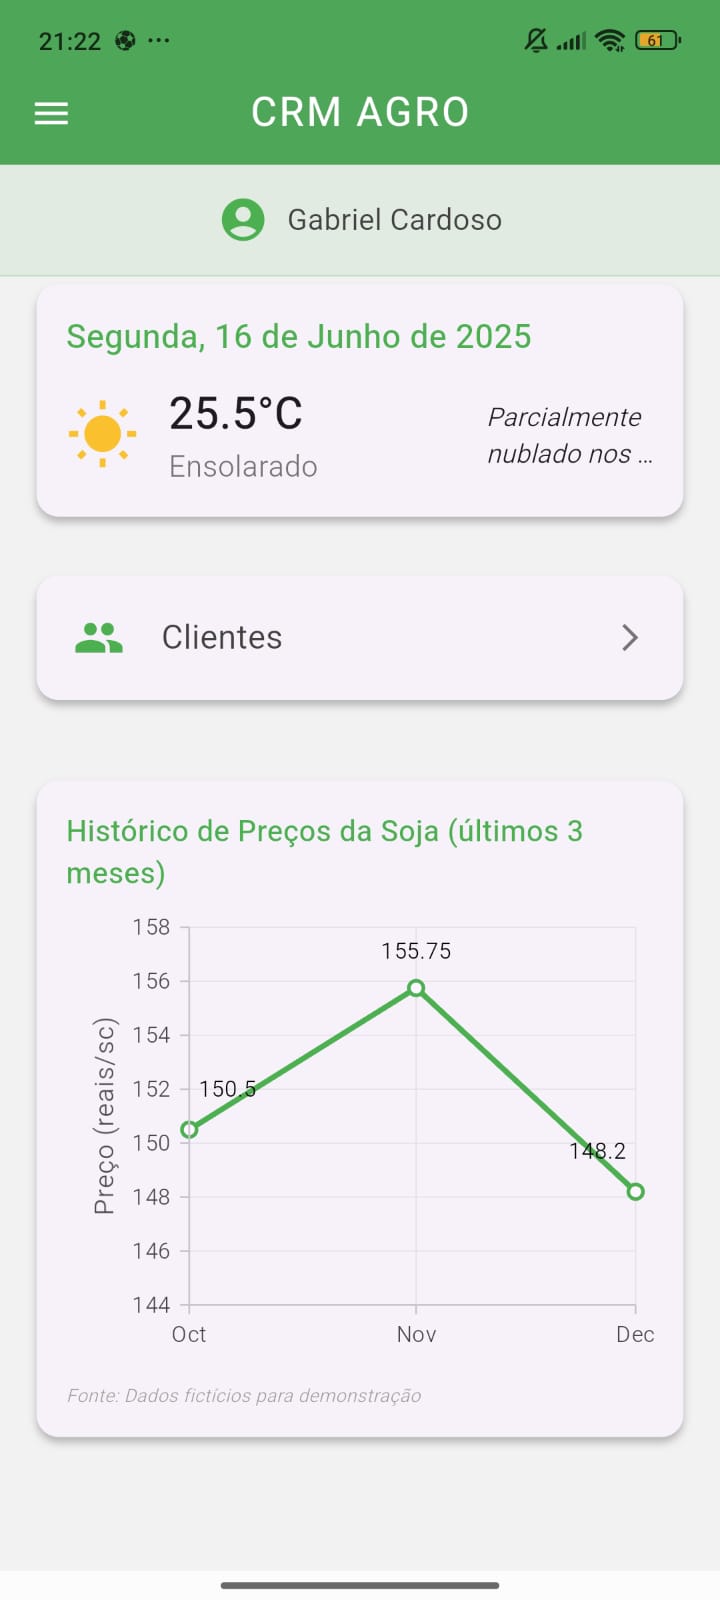 21:22
61
CRM AGRO
Gabriel Cardoso
Segunda, 16 de Junho de 2025
25.5°C
Ensolarado
Parcialmente
nublado nos ...
Clientes
Histórico de Preços da Soja (últimos 3
meses)
Preço (reais/sc)
158
156
154
152
150
148
146
144
150.5
155.75
148.2
Oct
Nov
Dec
Fonte: Dados fictícios para demonstração